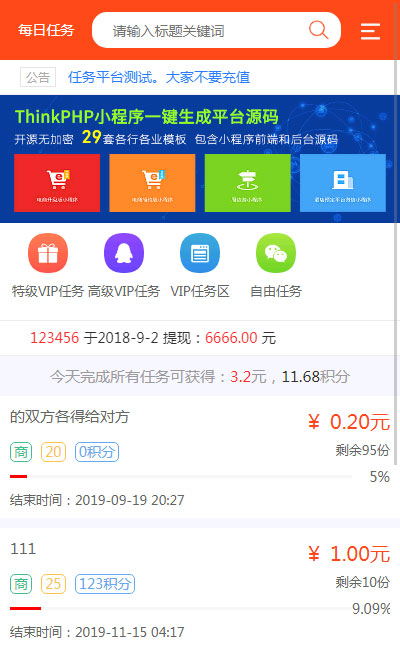 每日任务
请输入标题关键词
公告
任务平台测试。大家不要充值
ThinkPHP小程序一键生成平台源码
开源无加密 29套各行各业模板 包含小程序前端和后台源码
特级VIP任务 高级VIP任务 VIP任务区 自由任务
123456 于2018-9-2 提现：6666.00 元
今天完成所有任务可获得：3.2元，11.68积分
的双方各得给对方
¥ 0.20元
商 20 0积分
剩余95份
5%
结束时间：2019-09-19 20:27
111
¥ 1.00元
商 25 123积分
剩余10份
9.09%
结束时间：2019-11-15 04:17